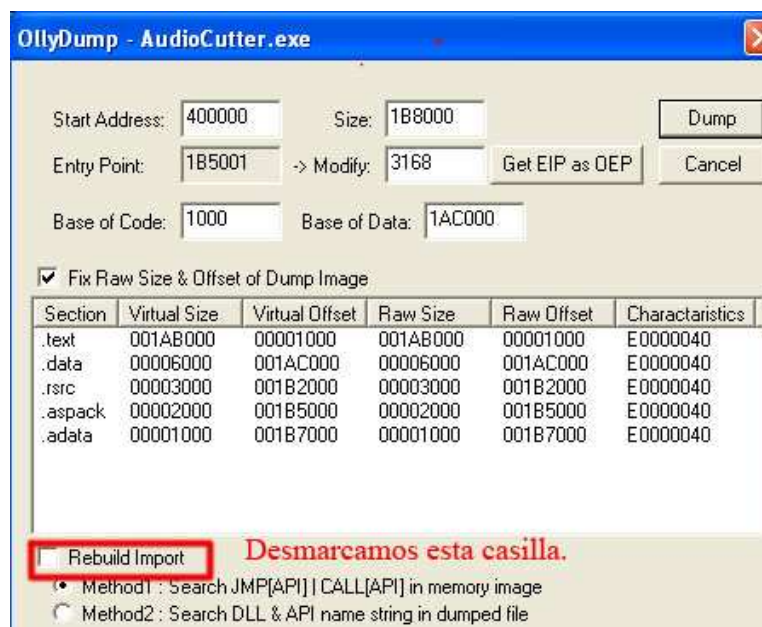 OllyDump - AudioCutter.exe
Start Address: 400000 Size: 1B8000 Dump
Entry Point: 1B5001 -> Modify: 3168 Get EIP as OEP Cancel
Base of Code: 1000 Base of Data: 1AC000
Fix Raw Size & Offset of Dump Image
Section Virtual Size Virtual Offset Raw Size Raw Offset Charactaristics
.text 001AB000 00001000 001AB000 00001000 E0000040
.data 00006000 001AC000 00006000 001AC000 E0000040
.rsrc 00003000 001B2000 00003000 001B2000 E0000040
.aspack 00002000 001B5000 00002000 001B5000 E0000040
.adata 00001000 001B7000 00001000 001B7000 E0000040
Rebuild Import Desmarcamos esta casilla.
Method1 : Search JMP[API] | CALL[API] in memory image
Method2 : Search DLL & API name string in dumped file